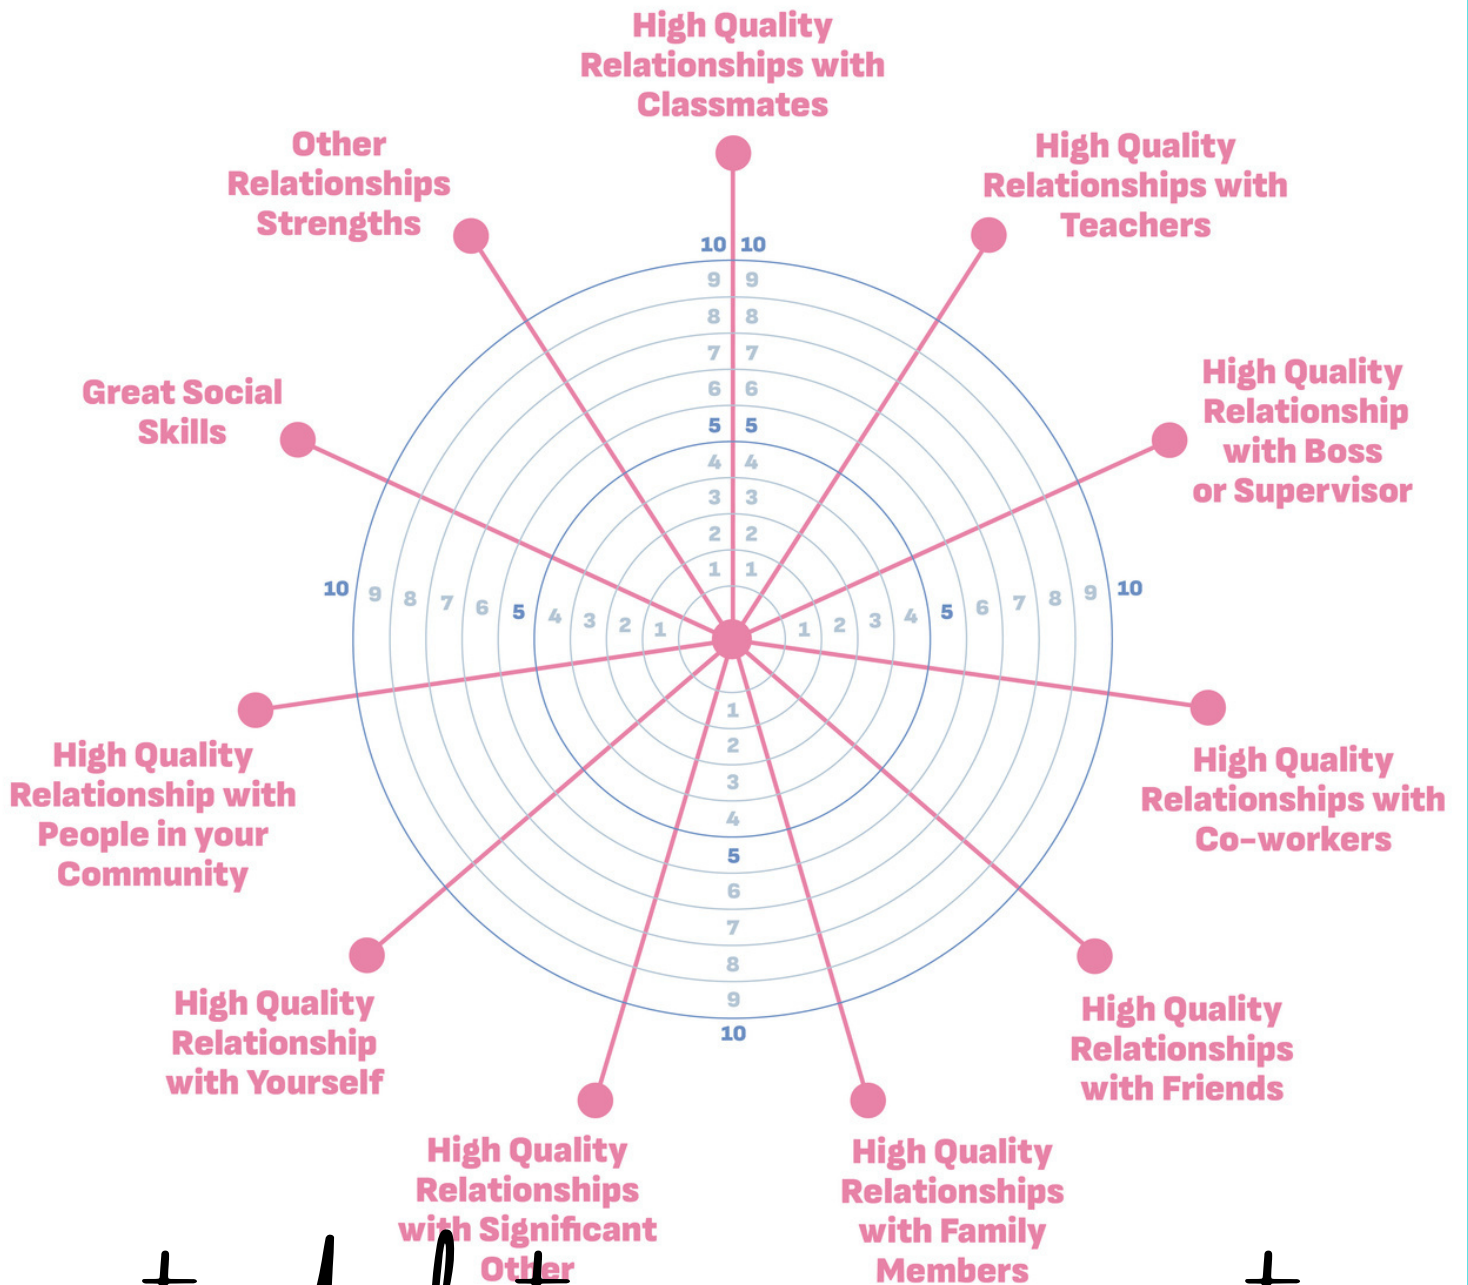 High Quality
Relationships with
Classmates
Other
Relationships
Strengths
High Quality
Relationships with
Teachers
10 10
9 9
8 8
7 7
6 6
5 5
4 4
3 3
2 2
1 1
Great Social
Skills
High Quality
Relationship
with Boss
or Supervisor
10 9 8 7 6 5 4 3 2 1 1 2 3 4 5 6 7 8 9 10
1
2
3
4
5
6
7
8
9
10
High Quality
Relationship with
People in your
Community
High Quality
Relationships with
Co-workers
High Quality
Relationship
with Yourself
High Quality
Relationships
with Friends
High Quality
Relationships
with Significant
Other
High Quality
Relationships
with Family
Members